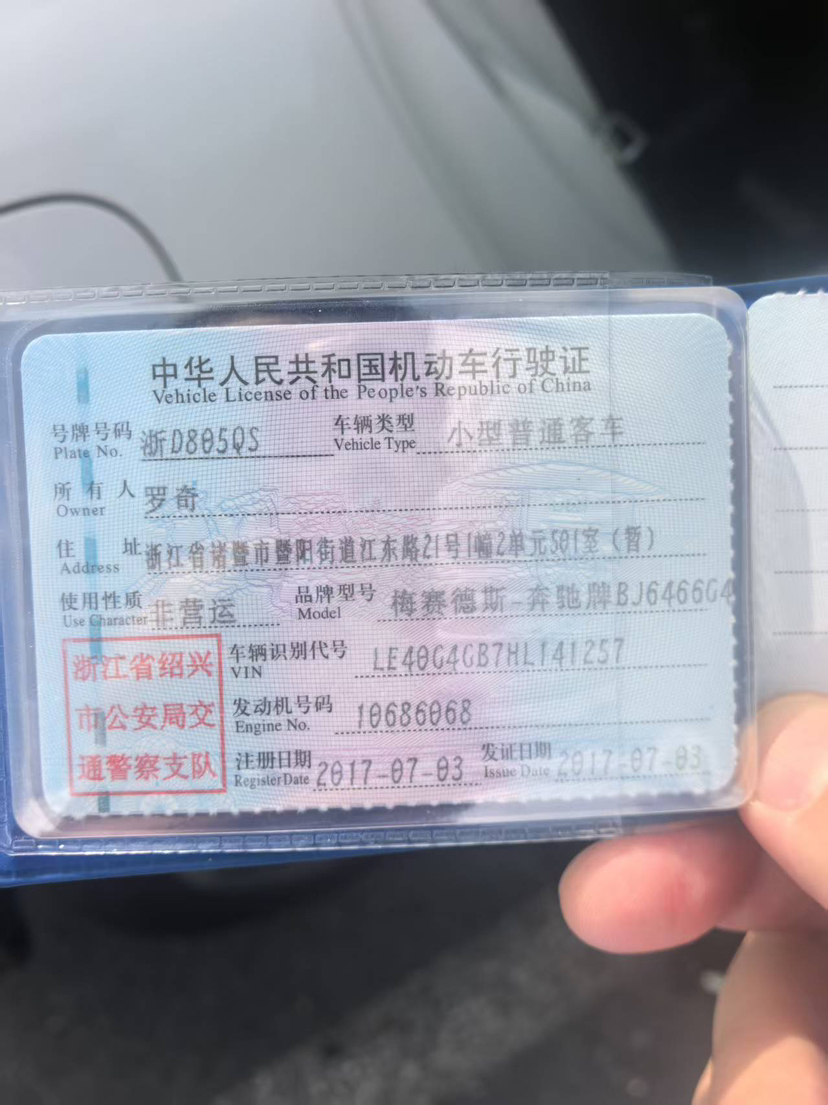 中华人民共和国机动车行驶证
Vehicle License of the People's Republic of China
号牌号码 浙D805QS 车辆类型 小型普通客车
Plate No. Vehicle Type
所有人 罗奇
Owner
住址 浙江省诸暨市暨阳街道江东路21号1幢2单元501室（暂）
Address
使用性质 非营运 品牌型号 梅赛德斯-奔驰牌BJ6466G4
Use Character Model
浙江省绍兴
市公安局交
通警察支队
车辆识别代号 LE40G4GB7HL141257
VIN
发动机号码 10686068
Engine No.
注册日期 2017-07-03 发证日期 2017-07-03
Register Date Issue Date